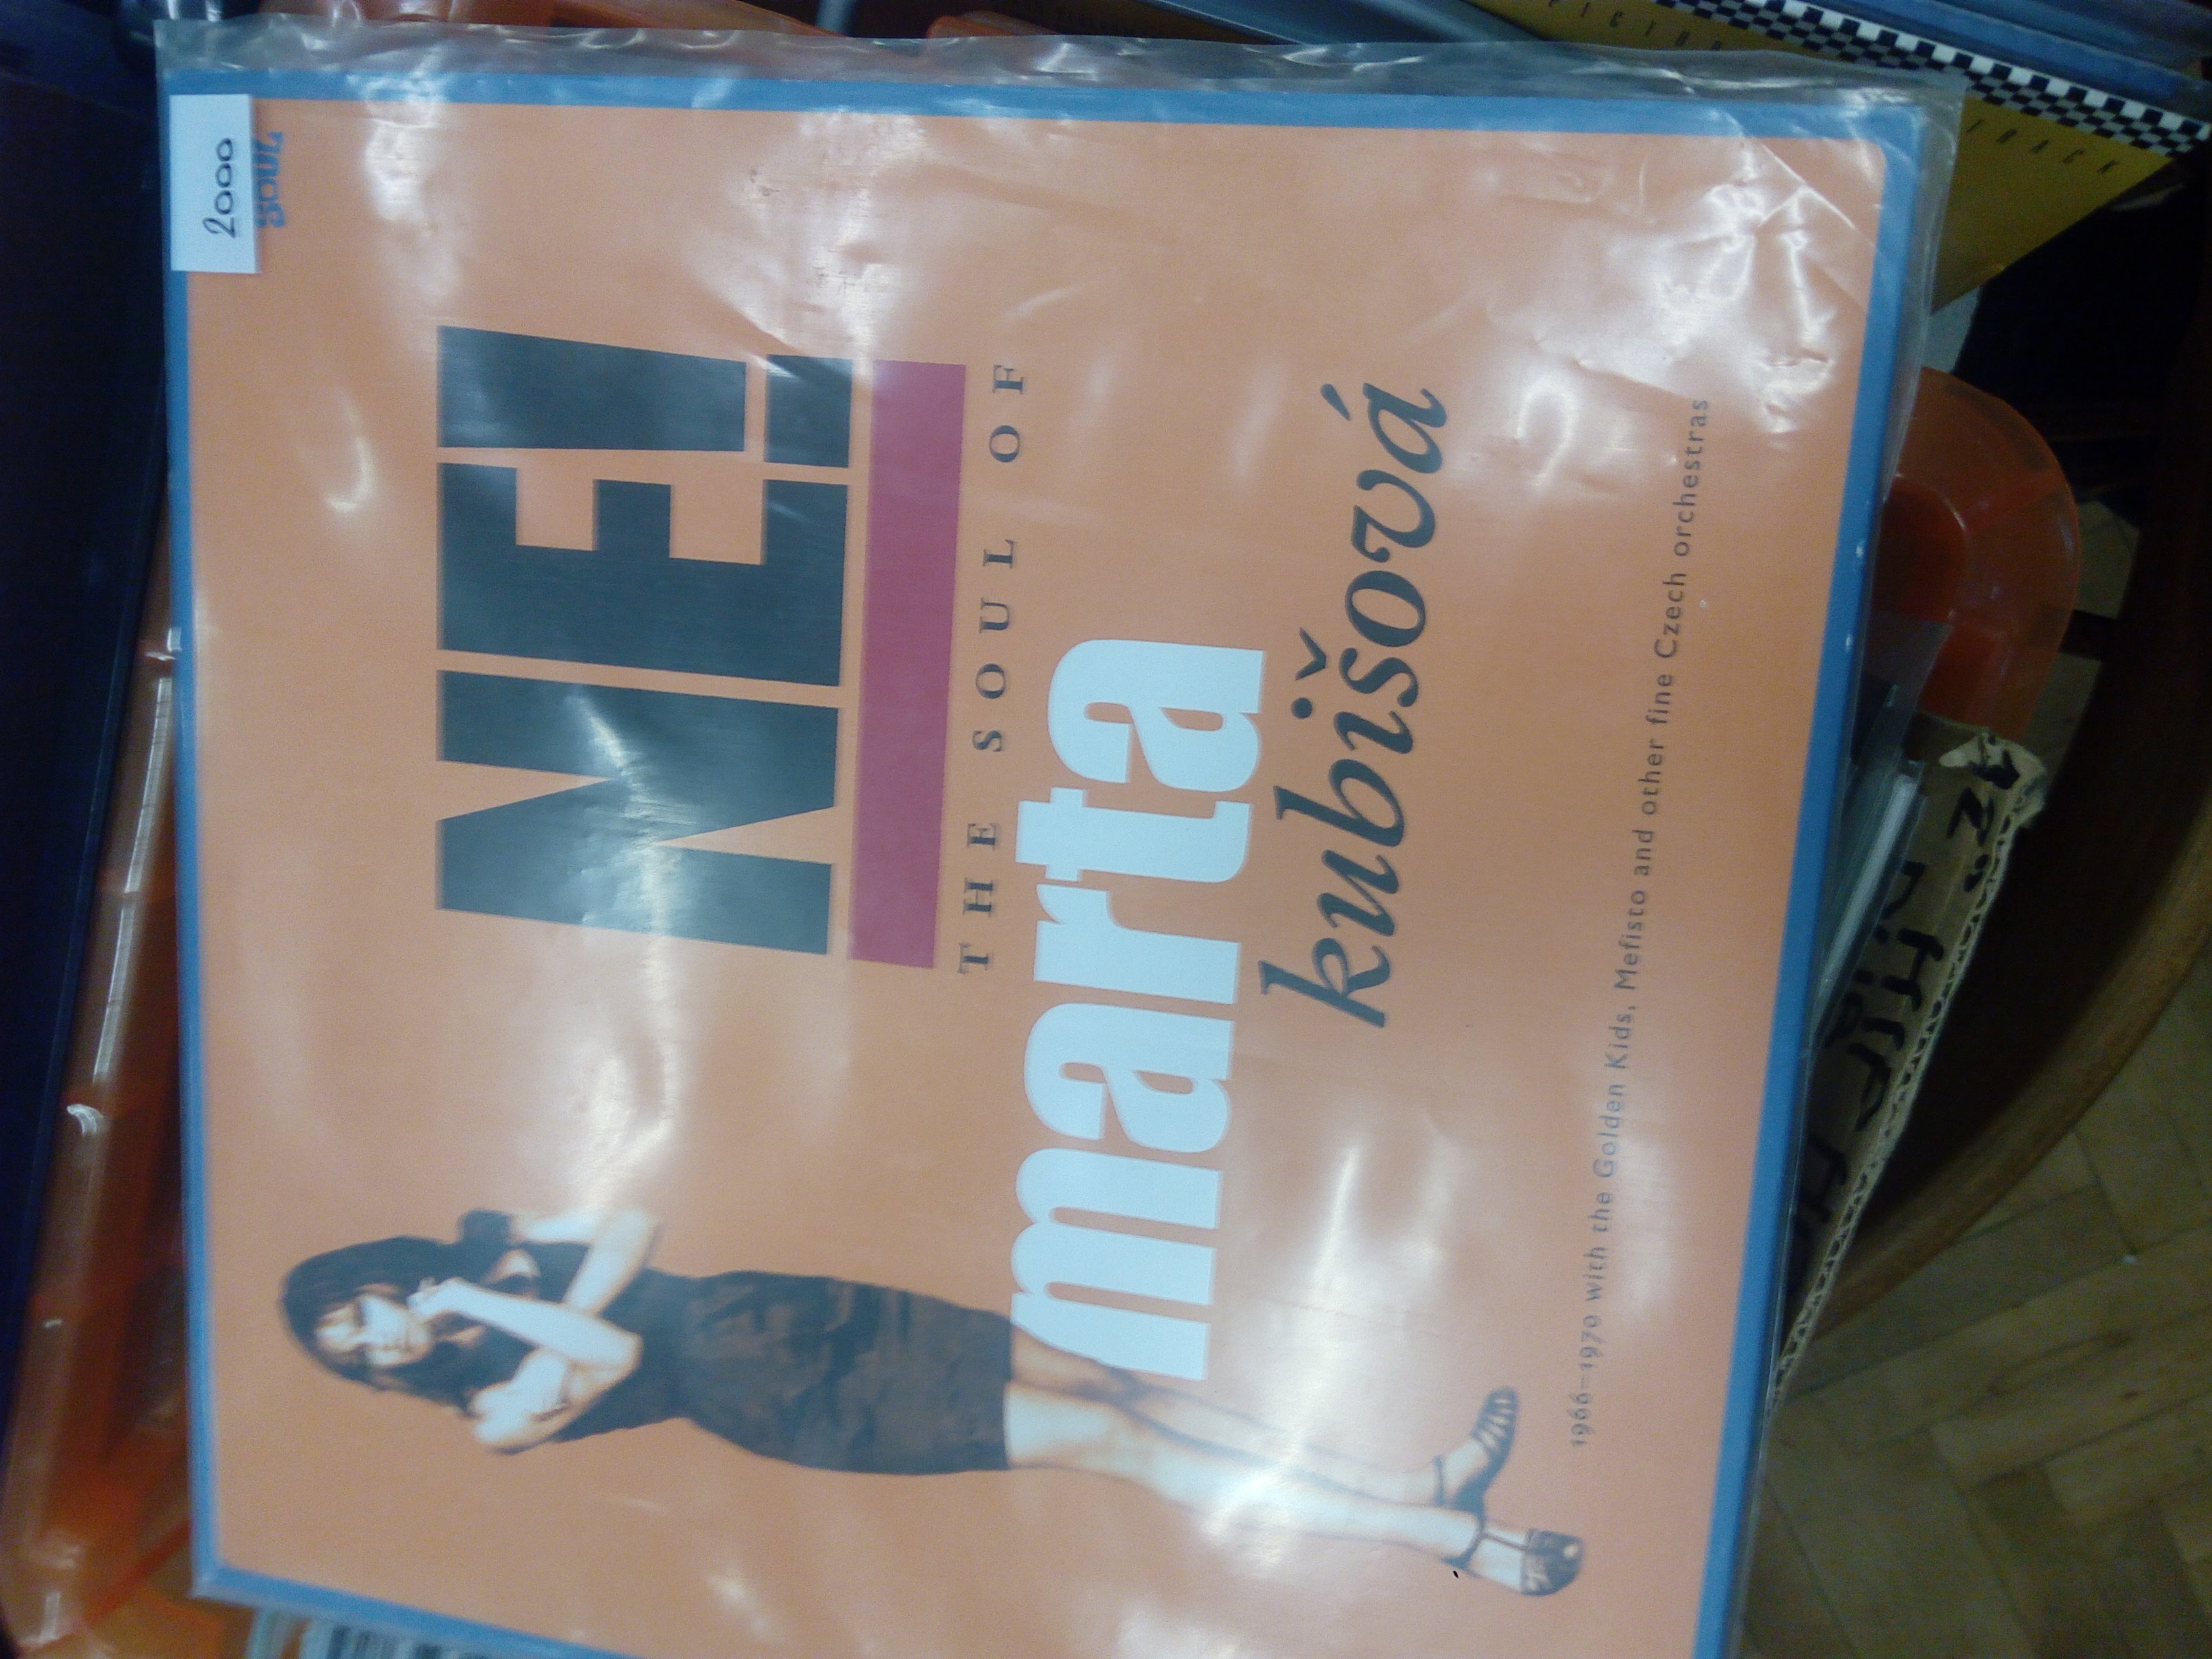 2000
SOUL
NE!
THE SOUL OF
marta
kubišová
1966–1970 with the Golden Kids, Mefisto and other fine Czech orchestras
HIP H